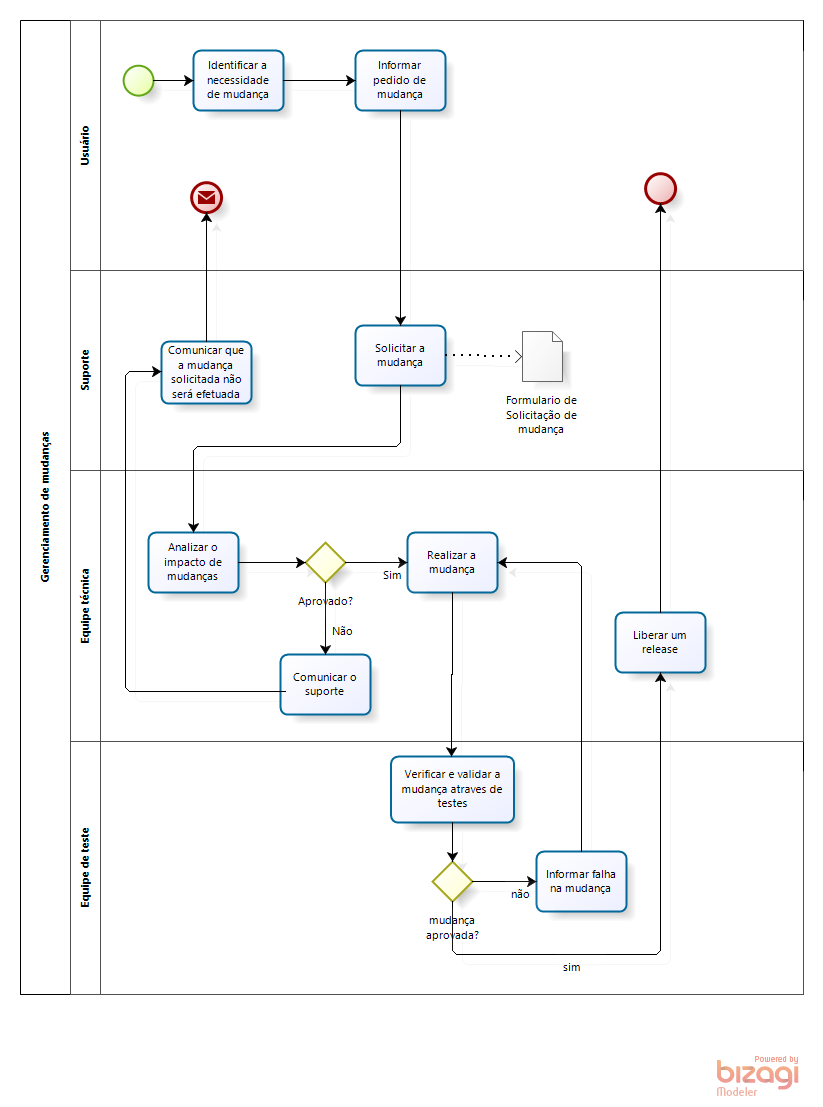 Gerenciamento de mudanças
Usuário
Identificar a
necessidade
de mudança
Informar
pedido de
mudança
Suporte
Comunicar que
a mudança
solicitada não
será efetuada
Solicitar a
mudança
Formulario de
Solicitação de
mudança
Equipe técnica
Analizar o
impacto de
mudanças
Aprovado?
Sim
Não
Realizar a
mudança
Comunicar o
suporte
Liberar um
release
Equipe de teste
Verificar e validar a
mudança atraves de
testes
mudança
aprovada?
não
Informar falha
na mudança
sim
Powered by
bizagi
Modeler